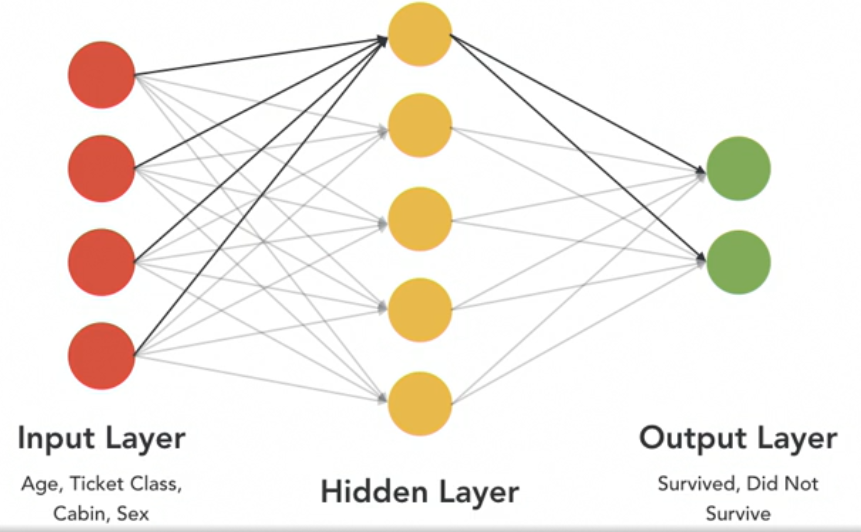 Input Layer
Age, Ticket Class,
Cabin, Sex
Hidden Layer
Output Layer
Survived, Did Not
Survive